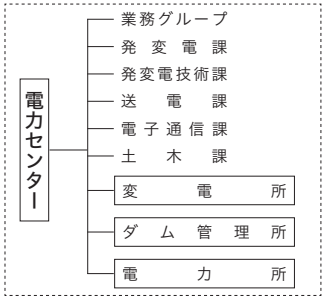 電力センター
業務グループ
発変電課
発変電技術課
送電課
電子通信課
土木課
変電所
ダム管理所
電力所